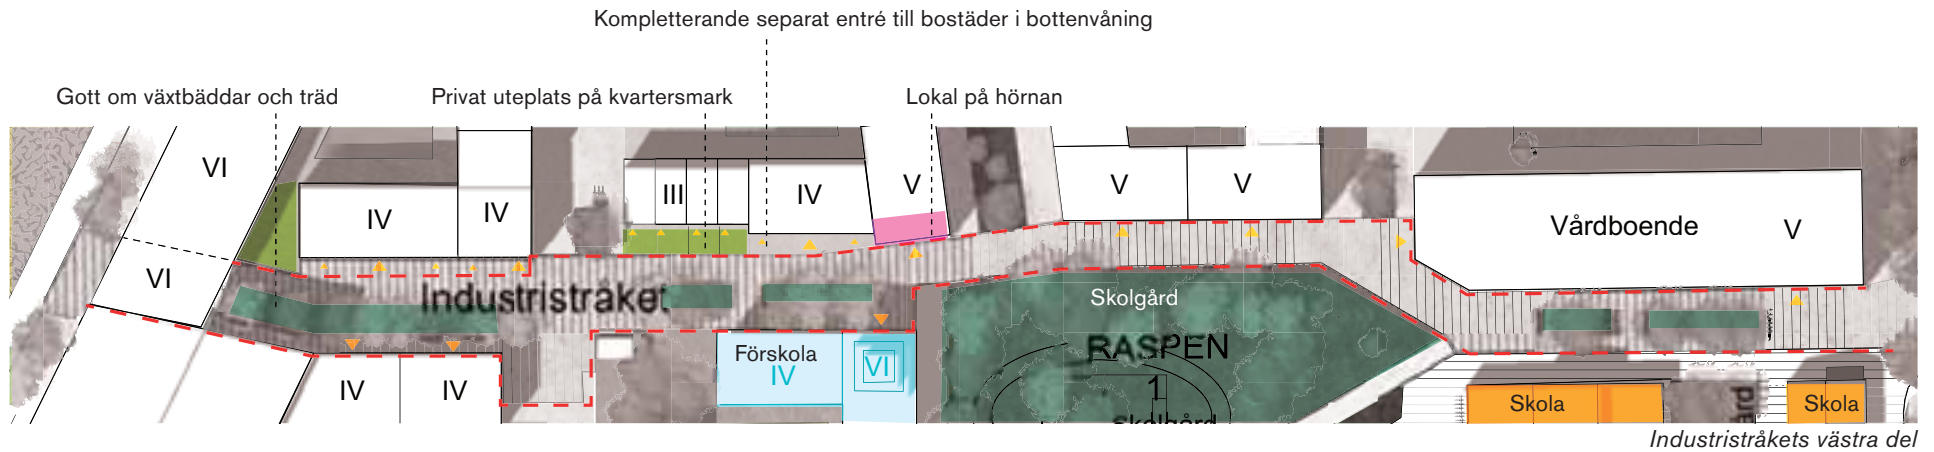 Kompletterande separat entré till bostäder i bottenvåning
Gott om växtbäddar och träd
Privat uteplats på kvartersmark
Lokal på hörnan
VI
IV
IV
III
IV
V
V
V
Vårdboende
V
VI
Industristråket
Skolgård
RASPEN
1
skolgård
Förskola
IV
VI
IV
IV
Skola
Skola
Industristråkets västra del